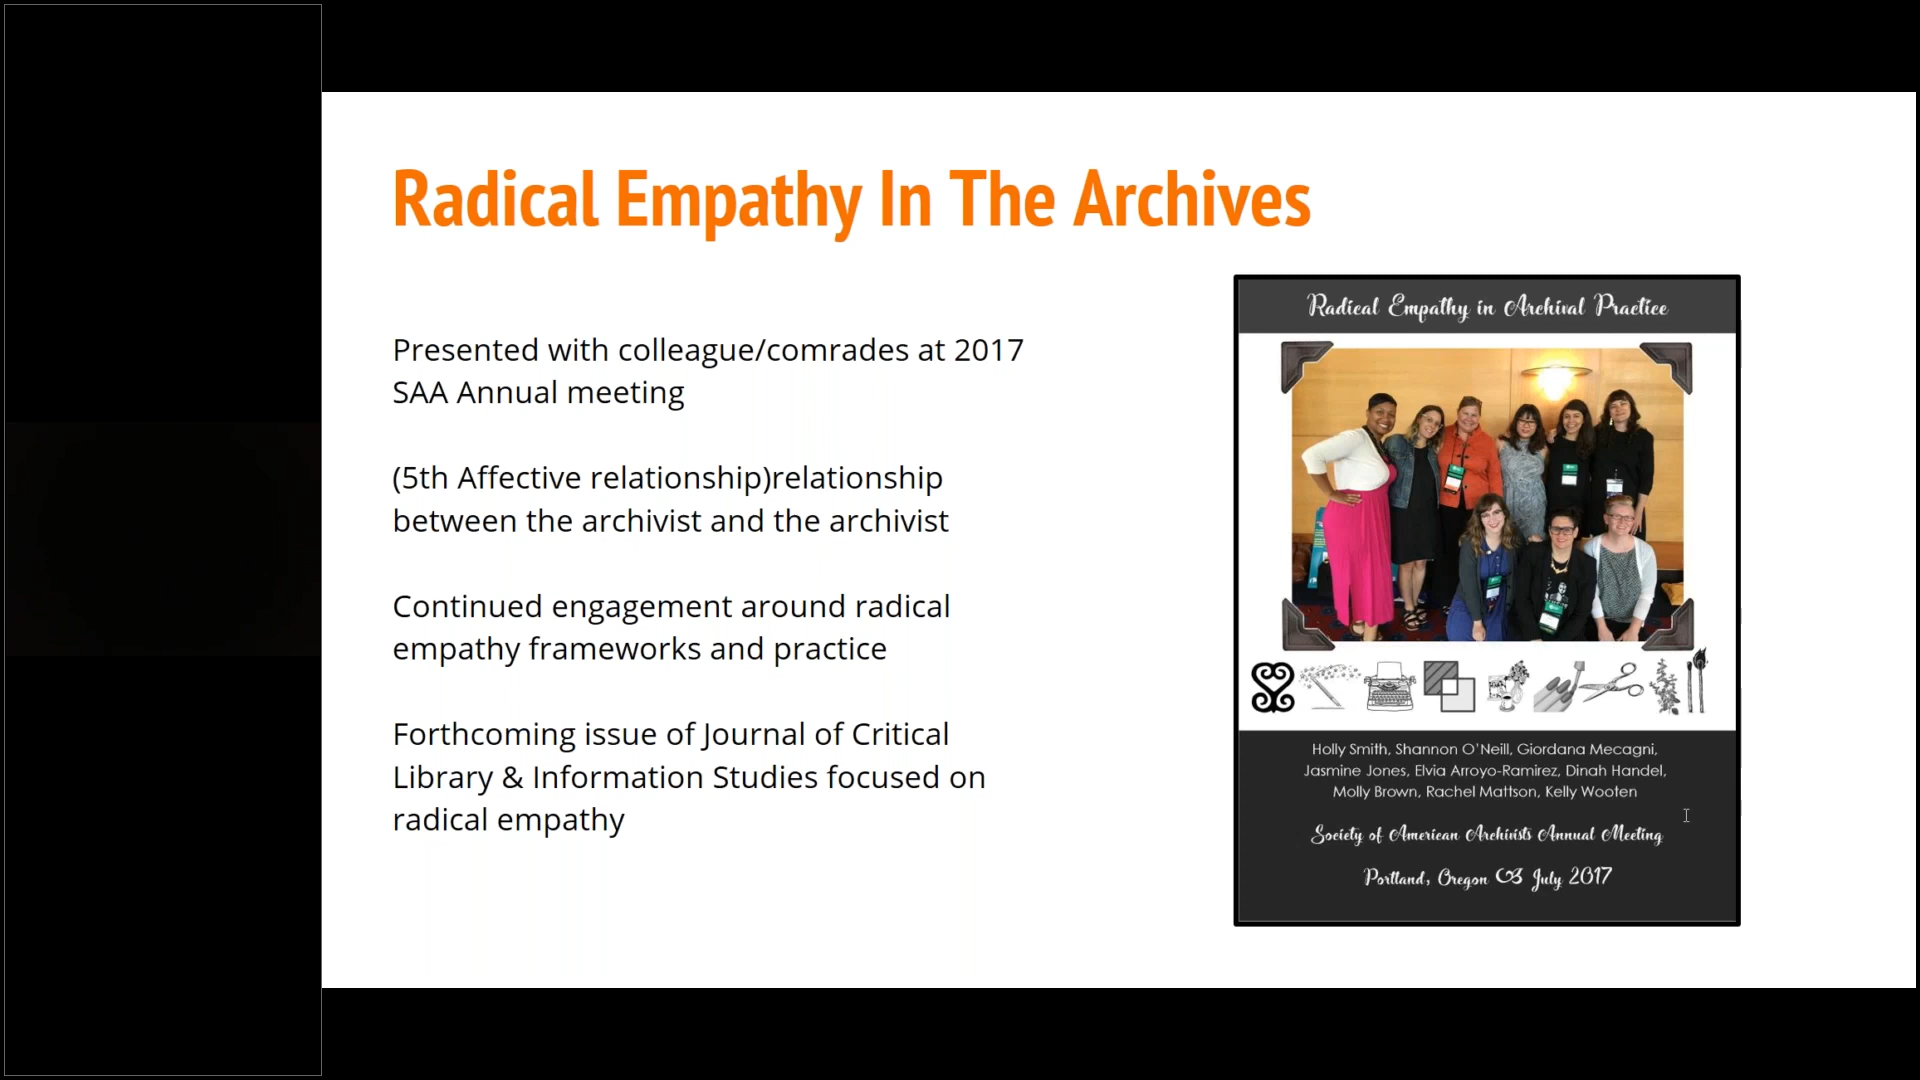 Radical Empathy In The Archives
Presented with colleague/comrades at 2017
SAA Annual meeting
(5th Affective relationship)relationship
between the archivist and the archivist
Continued engagement around radical
empathy frameworks and practice
Forthcoming issue of Journal of Critical
Library & Information Studies focused on
radical empathy
Radical Empathy in Archival Practice
Holly Smith, Shannon O'Neill, Giordana Mecagni,
Jasmine Jones, Elvia Arroyo-Ramirez, Dinah Handel,
Molly Brown, Rachel Mattson, Kelly Wooten
Society of American Archivists Annual Meeting
Portland, Oregon July 2017